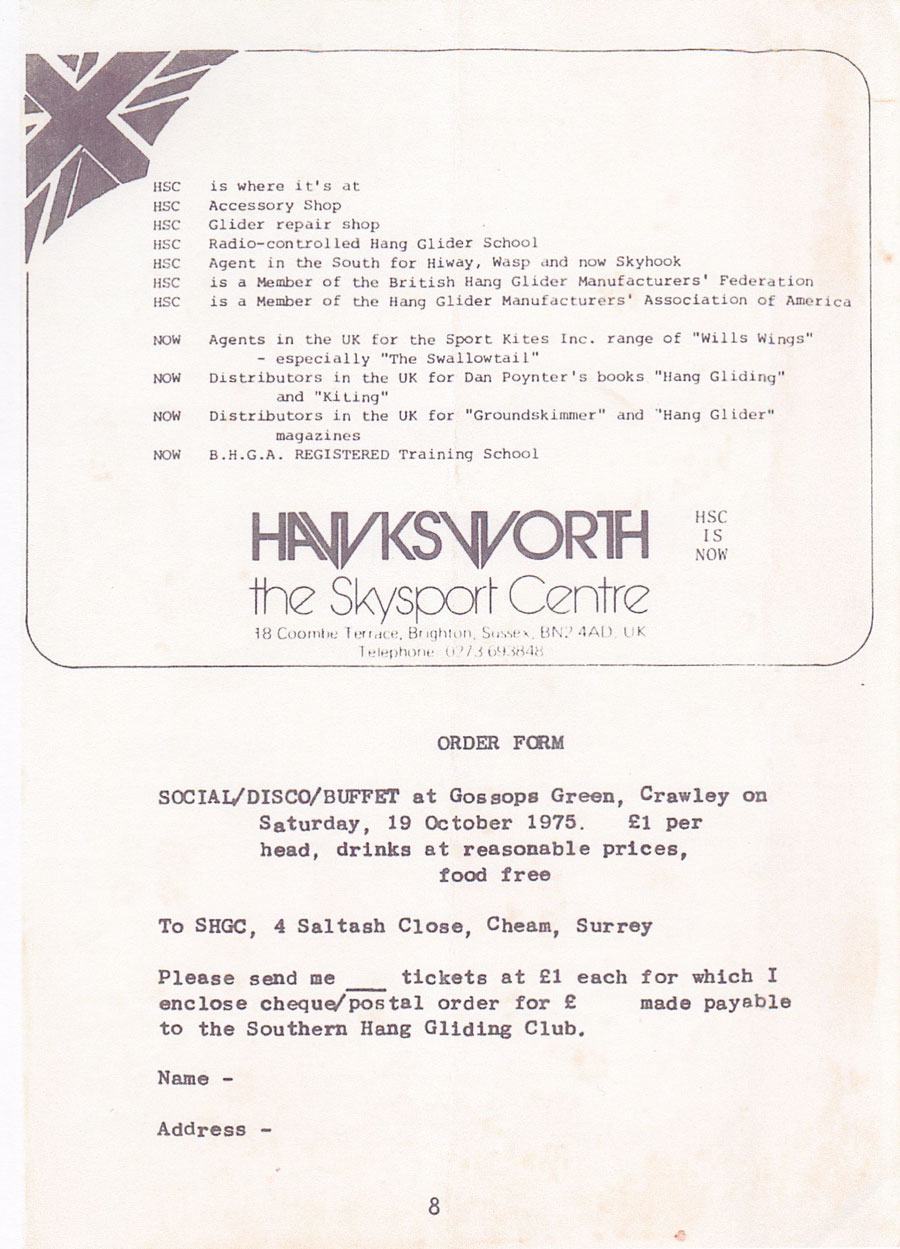 HSC is where it's at
HSC Accessory Shop
HSC Glider repair shop
HSC Radio-controlled Hang Glider School
HSC Agent in the South for Hiway, Wasp and now Skyhook
HSC is a Member of the British Hang Glider Manufacturers' Federation
HSC is a Member of the Hang Glider Manufacturers' Association of America
NOW Agents in the UK for the Sport Kites Inc. range of "Wills Wings"
- especially "The Swallowtail"
NOW Distributors in the UK for Dan Poynter's books "Hang Gliding"
and "Kiting"
NOW Distributors in the UK for "Groundskimmer" and "Hang Glider"
magazines
NOW B.H.G.A. REGISTERED Training School
HAWKSWORTH
the Skysport Centre
18 Coombe Terrace, Brighton, Sussex, BN2 4AD, UK
Telephone 0273 693848
HSC
IS
NOW
ORDER FORM
SOCIAL/DISCO/BUFFET at Gossops Green, Crawley on
Saturday, 19 October 1975. £1 per
head, drinks at reasonable prices,
food free
To SHGC, 4 Saltash Close, Cheam, Surrey
Please send me ___ tickets at £1 each for which I
enclose cheque/postal order for £ made payable
to the Southern Hang Gliding Club.
Name -
Address -
8